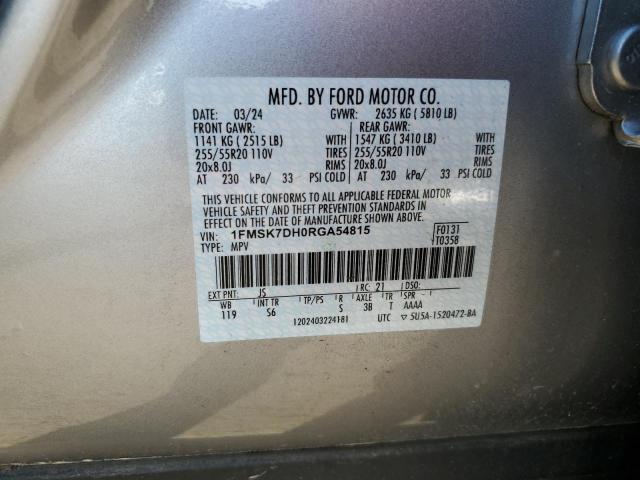 MFD. BY FORD MOTOR CO.
DATE: 03/24 GVWR: 2635 KG ( 5810 LB)
FRONT GAWR: REAR GAWR:
1141 KG ( 2515 LB) WITH 1547 KG ( 3410 LB) WITH
255/55R20 110V TIRES 255/55R20 110V TIRES
20x8.0J RIMS 20x8.0J RIMS
AT 230 kPa/ 33 PSI COLD AT 230 kPa/ 33 PSI COLD
THIS VEHICLE CONFORMS TO ALL APPLICABLE FEDERAL MOTOR
VEHICLE SAFETY AND THEFT PREVENTION STANDARDS IN
EFFECT ON THE DATE OF MANUFACTURE SHOWN ABOVE.
VIN: 1FMSK7DH0RGA54815 F0131
TYPE: MPV T0358
EXT PNT: JS RC: 21 DSO:
WB INT TR TP/PS R AXLE TR SPR
119 S6 S 3B T AAAA
1202403224181 UTC ▽ 5U5A-1520472-BA